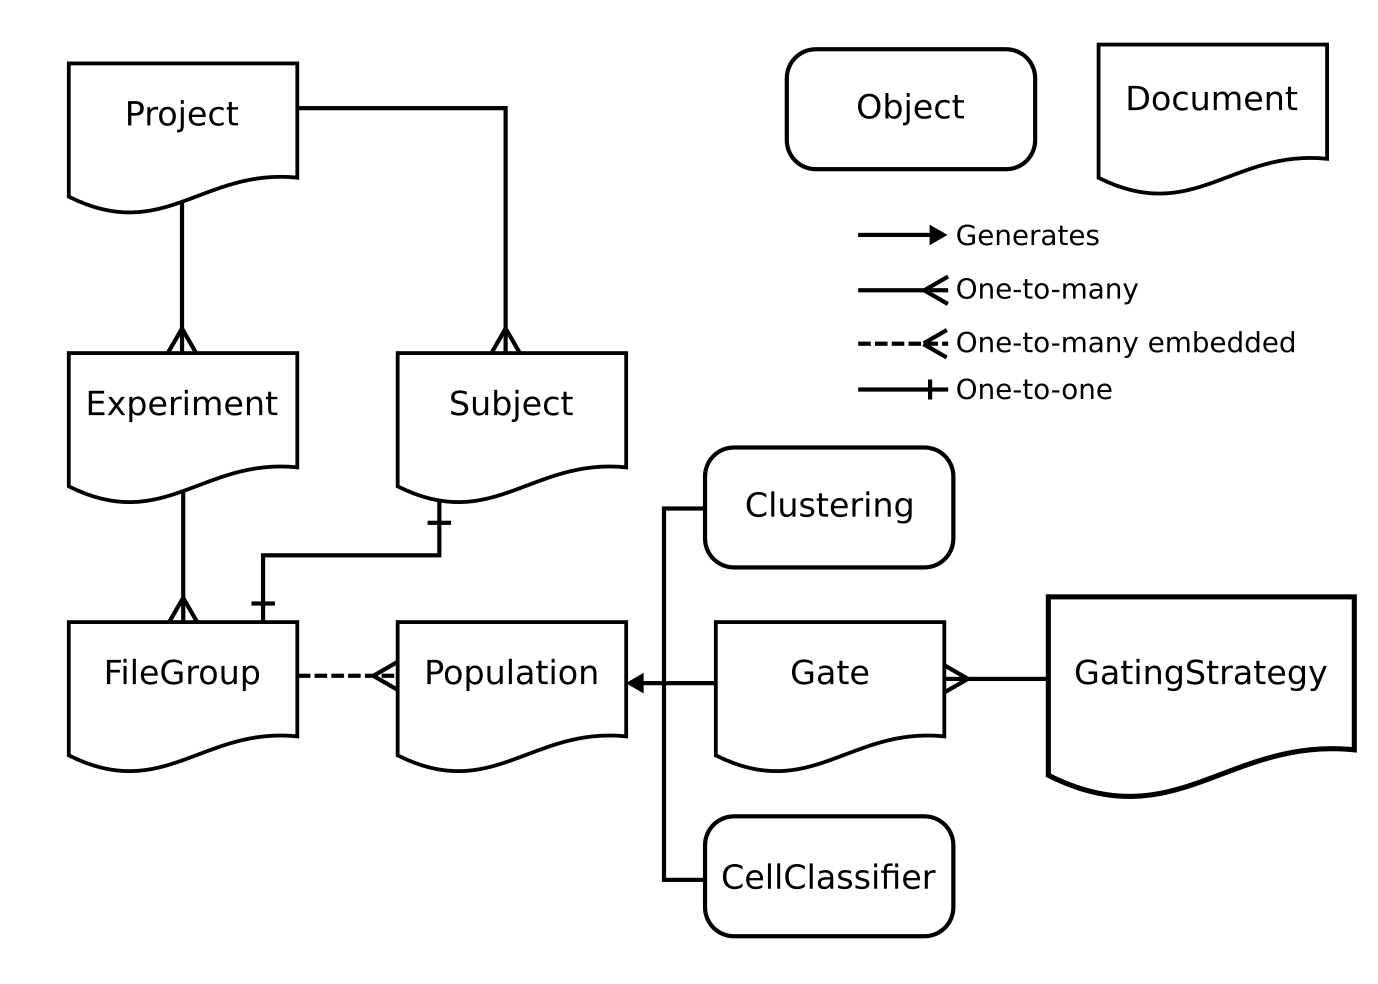 Project
Object
Document
Generates
One-to-many
One-to-many embedded
One-to-one
Experiment
Subject
Clustering
FileGroup
Population
Gate
GatingStrategy
CellClassifier